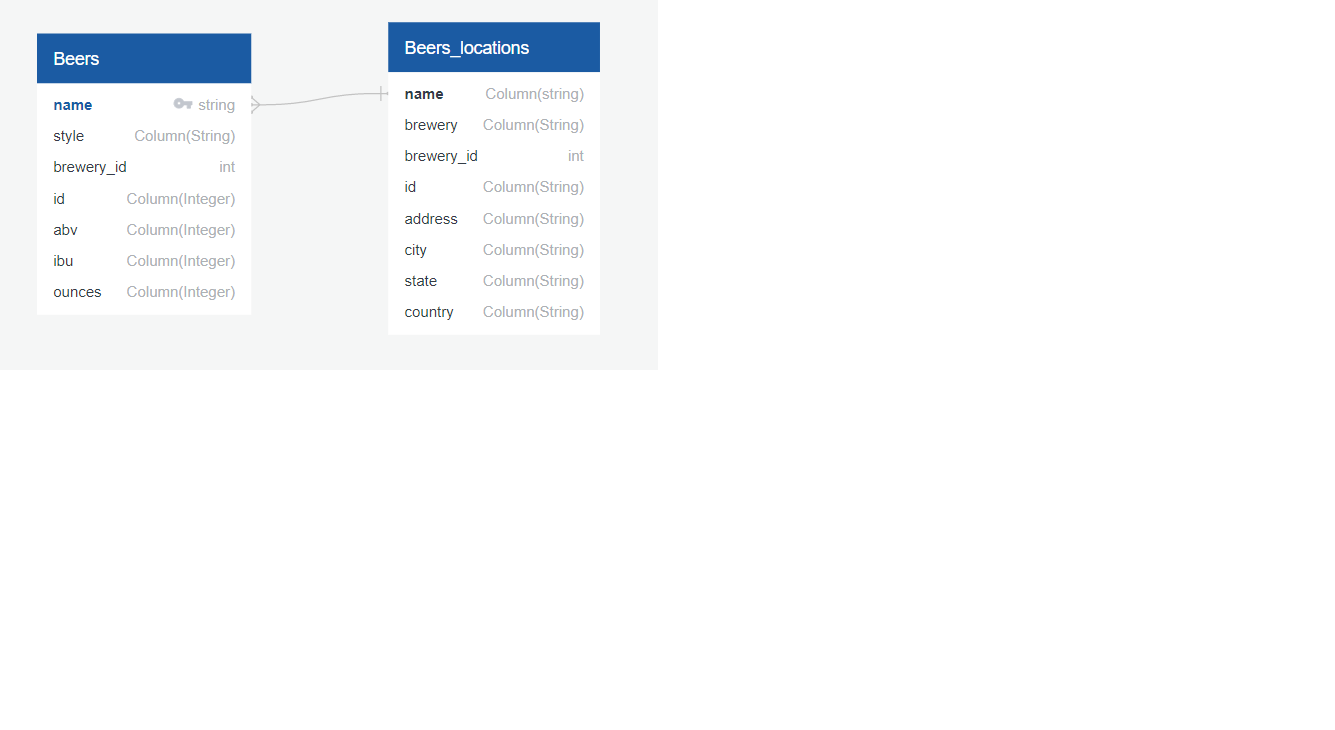 Beers
name string
style Column(String)
brewery_id int
id Column(Integer)
abv Column(Integer)
ibu Column(Integer)
ounces Column(Integer)
Beers_locations
name Column(string)
brewery Column(String)
brewery_id int
id Column(String)
address Column(String)
city Column(String)
state Column(String)
country Column(String)